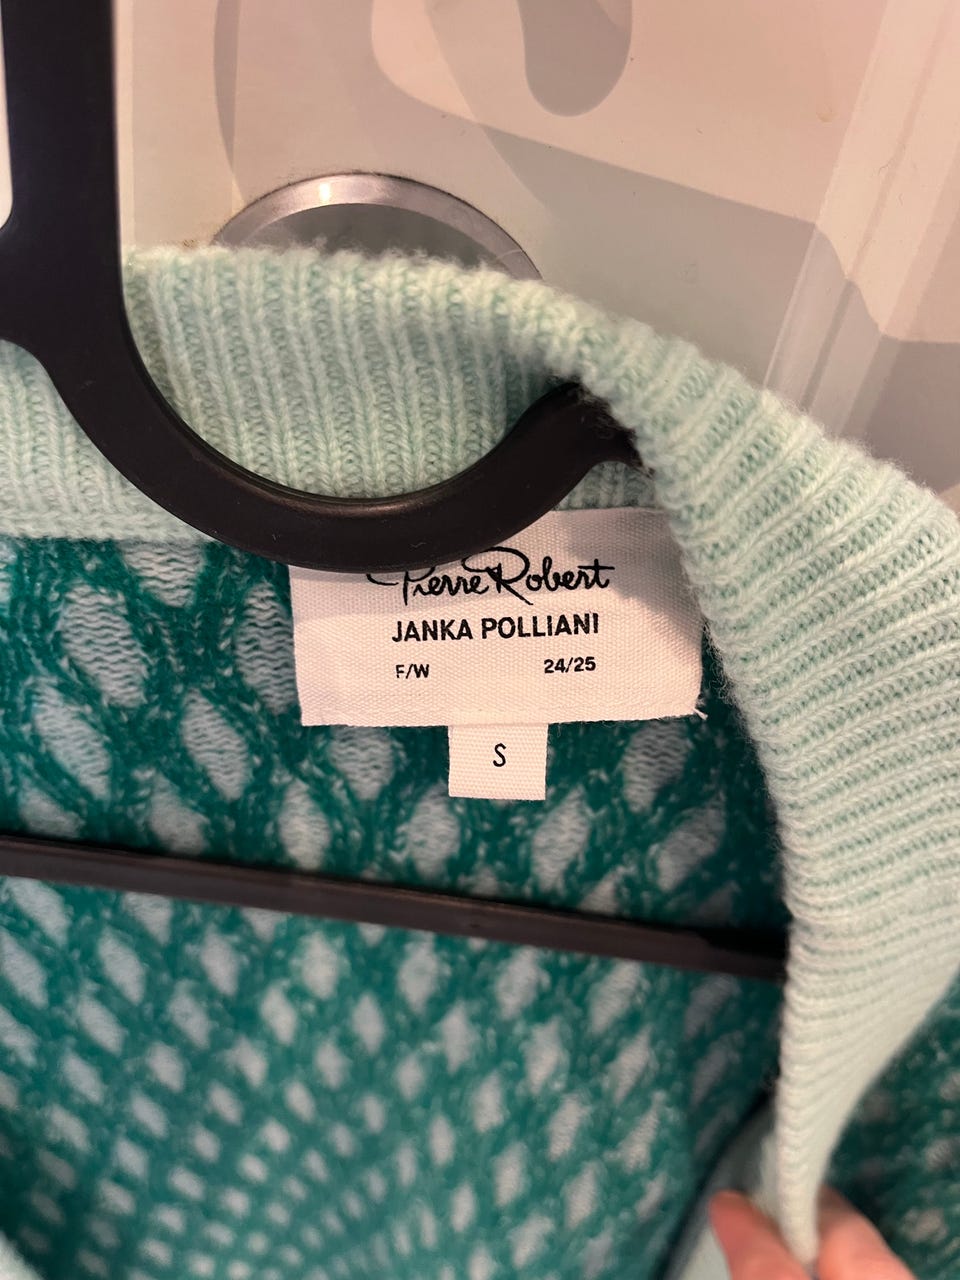 Pierre Robert
JANKA POLLIANI
F/W 24/25
S